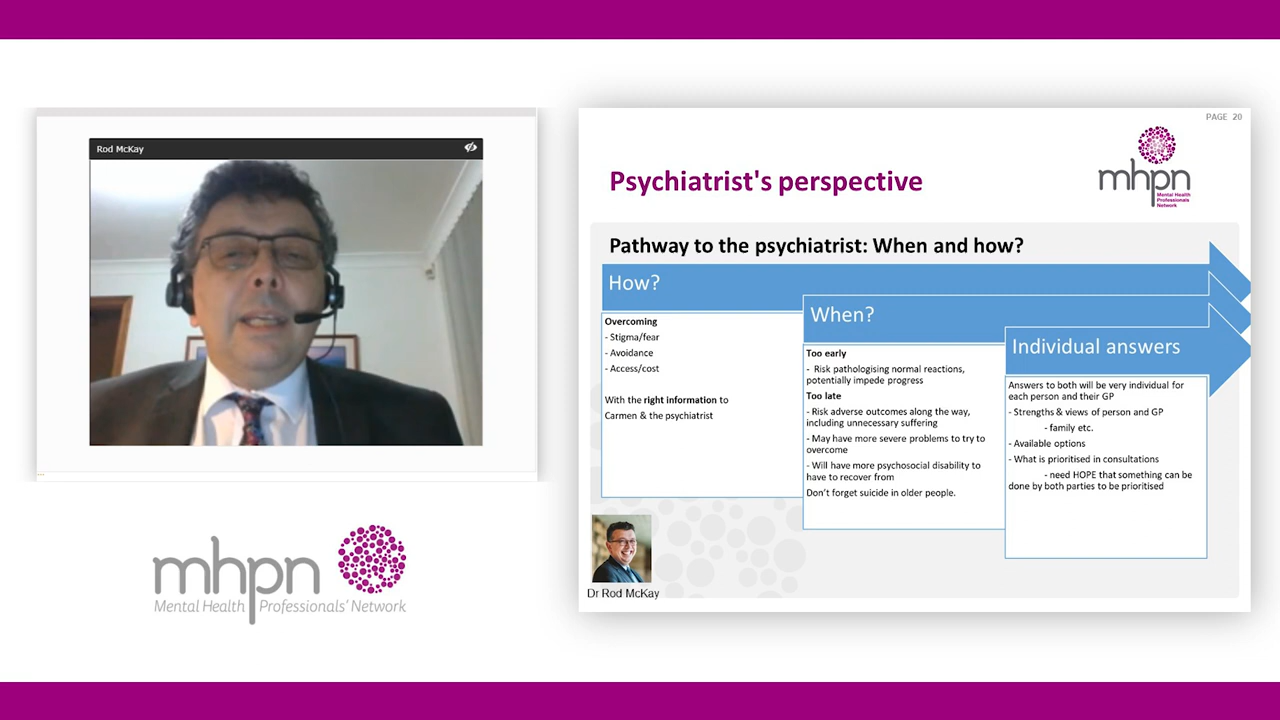 Rod McKay
mhpn
Mental Health Professionals' Network
PAGE 20
mhpn
Mental Health
Professionals
Network
Psychiatrist's perspective
Pathway to the psychiatrist: When and how?
How?
Overcoming
- Stigma/fear
- Avoidance
- Access/cost
With the right information to
Carmen & the psychiatrist
When?
Too early
- Risk pathologising normal reactions,
potentially impede progress
Too late
- Risk adverse outcomes along the way,
including unnecessary suffering
- May have more severe problems to try to
overcome
- Will have more psychosocial disability to
have to recover from
Don't forget suicide in older people.
Individual answers
Answers to both will be very individual for
each person and their GP
- Strengths & views of person and GP
- family etc.
- Available options
- What is prioritised in consultations
- need HOPE that something can be
done by both parties to be prioritised
Dr Rod McKay